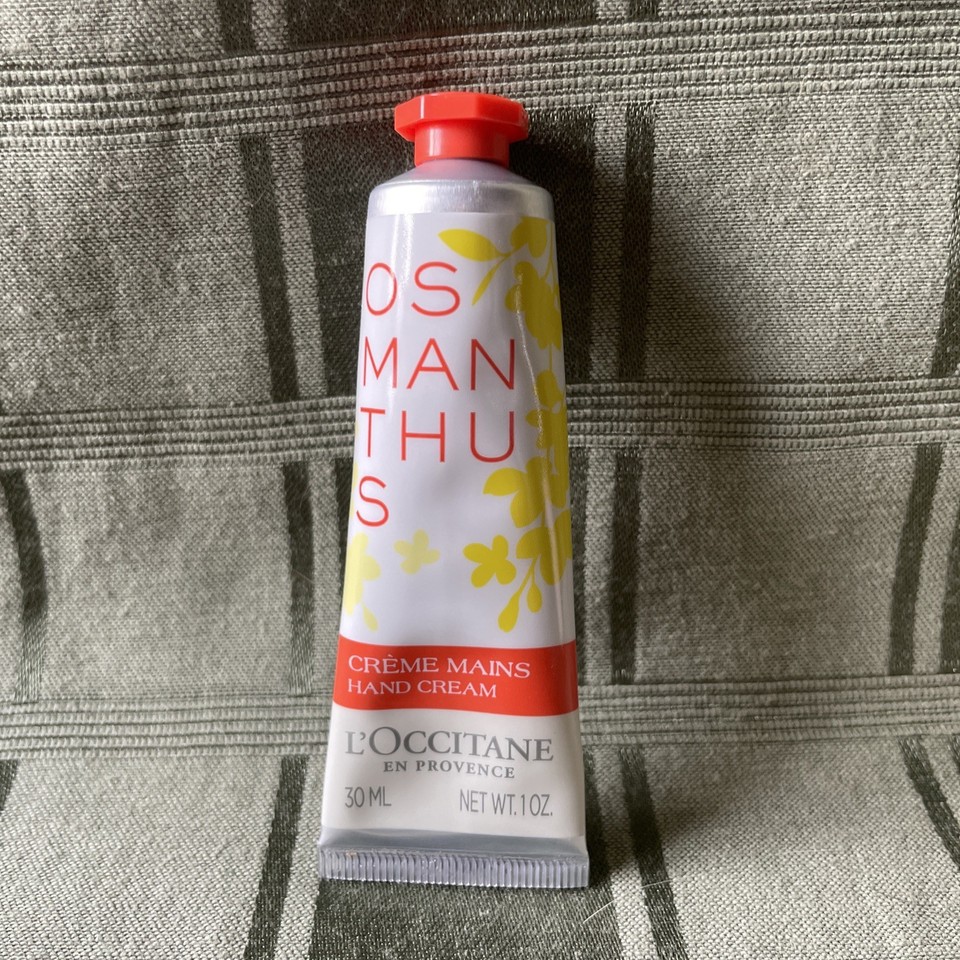 OS
MAN
THU
S
CRÈME MAINS
HAND CREAM
L'OCCITANE
EN PROVENCE
30 ML NET WT. 1 OZ.